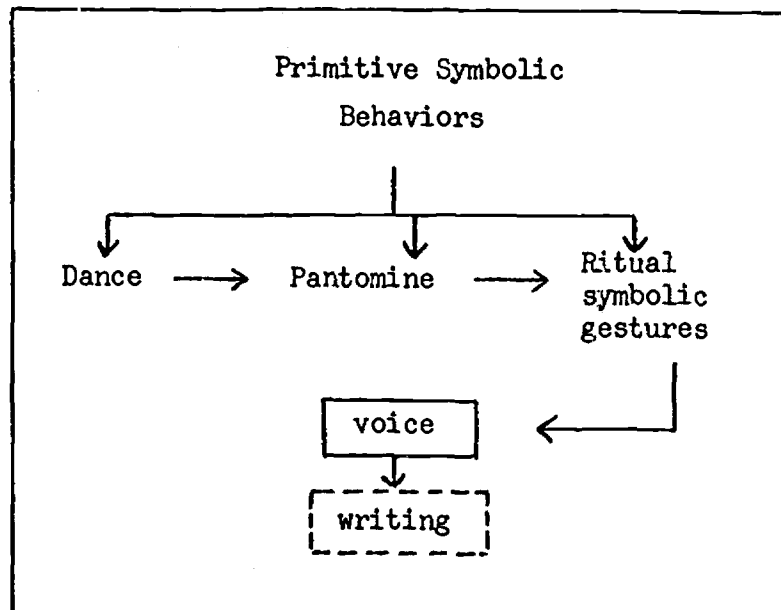 Primitive Symbolic
Behaviors
Dance
Pantomine
Ritual
symbolic
gestures
voice
writing